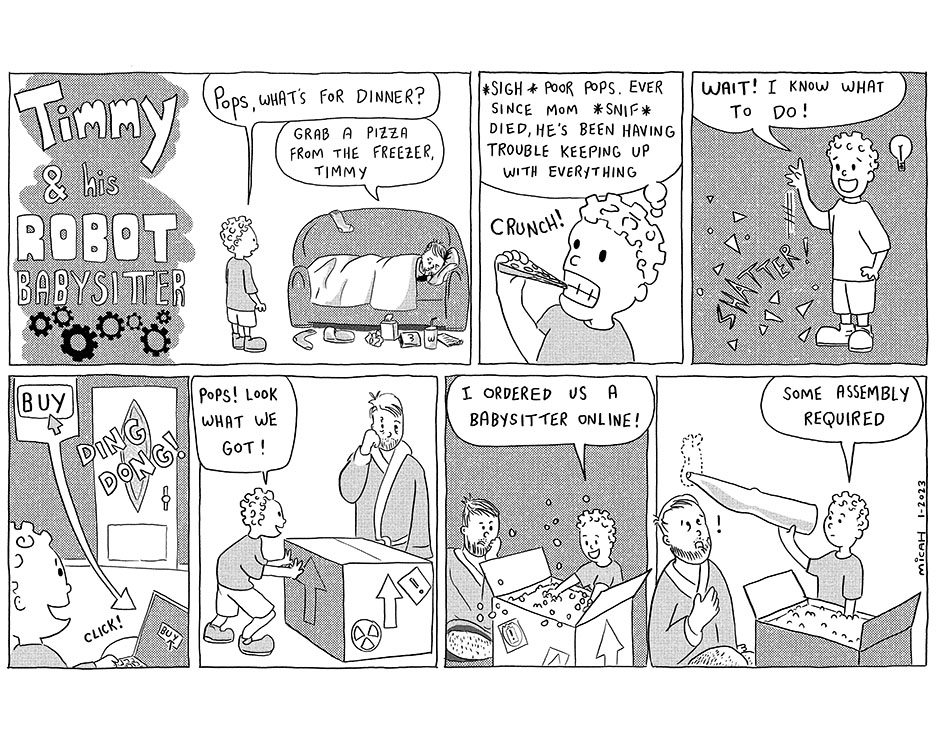 Timmy
& his
ROBOT
BABYSITTER
POPS, WHAT'S FOR DINNER?
GRAB A PIZZA
FROM THE FREEZER,
TIMMY
*SIGH* POOR POPS. EVER
SINCE MOM *SNIF*
DIED, HE'S BEEN HAVING
TROUBLE KEEPING UP
WITH EVERYTHING
CRUNCH!
WAIT! I KNOW WHAT
TO DO!
SHATTER!
BUY
DING
DONG!
CLICK!
BUY
POPS! LOOK
WHAT WE
GOT!
!
I ORDERED US A
BABYSITTER ONLINE!
!
!
SOME ASSEMBLY
REQUIRED
!
MICAH 1-2023